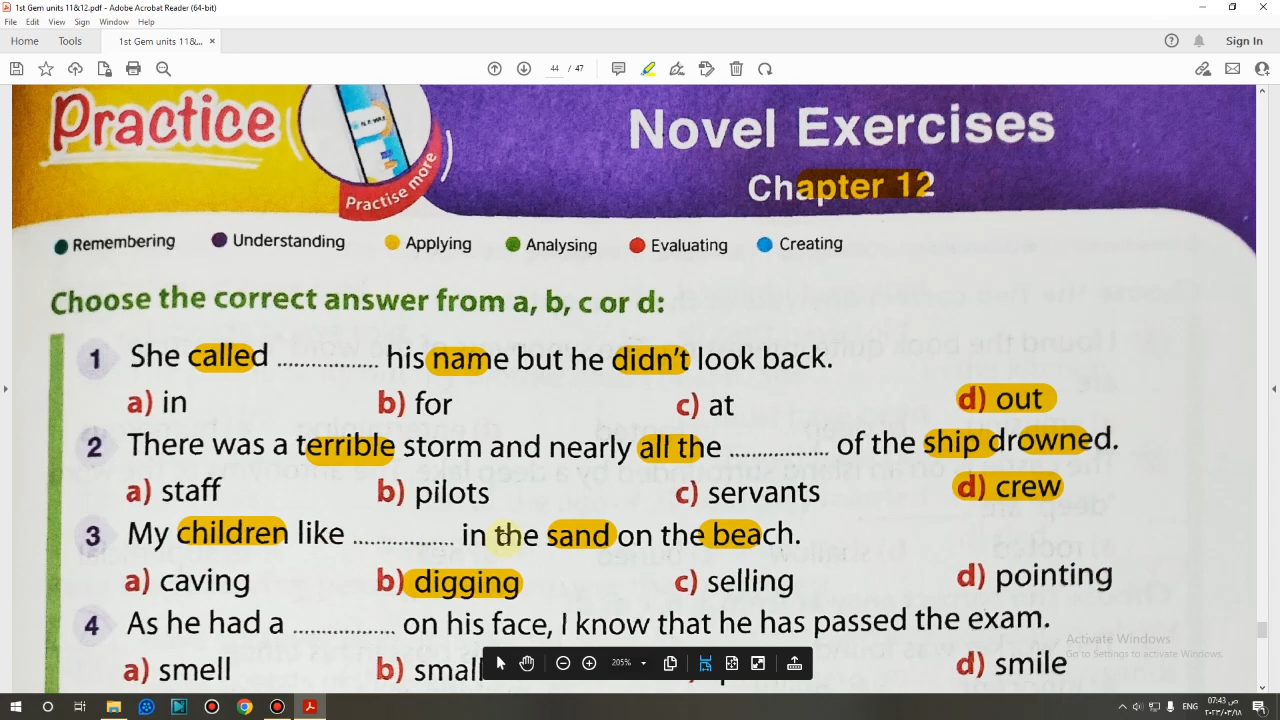 1st Gem units 11&12.pdf - Adobe Acrobat Reader (64-bit)
File Edit View Sign Window Help
Home Tools 1st Gem units 11&... × Sign In
44 / 47
Practice
Practise more
Novel Exercises
Chapter 12
Remembering Understanding Applying Analysing Evaluating Creating
Choose the correct answer from a, b, c or d:
1 She called .................. his name but he didn't look back.
a) in b) for c) at d) out
2 There was a terrible storm and nearly all the .................. of the ship drowned.
a) staff b) pilots c) servants d) crew
3 My children like .................. in the sand on the beach.
a) caving b) digging c) selling d) pointing
4 As he had a .................. on his face, I know that he has passed the exam.
a) smell b) small d) smile
205%
Activate Windows
Go to Settings to activate Windows.
ENG 07:43 ص
٢٠٢٣/٠٣/١٨